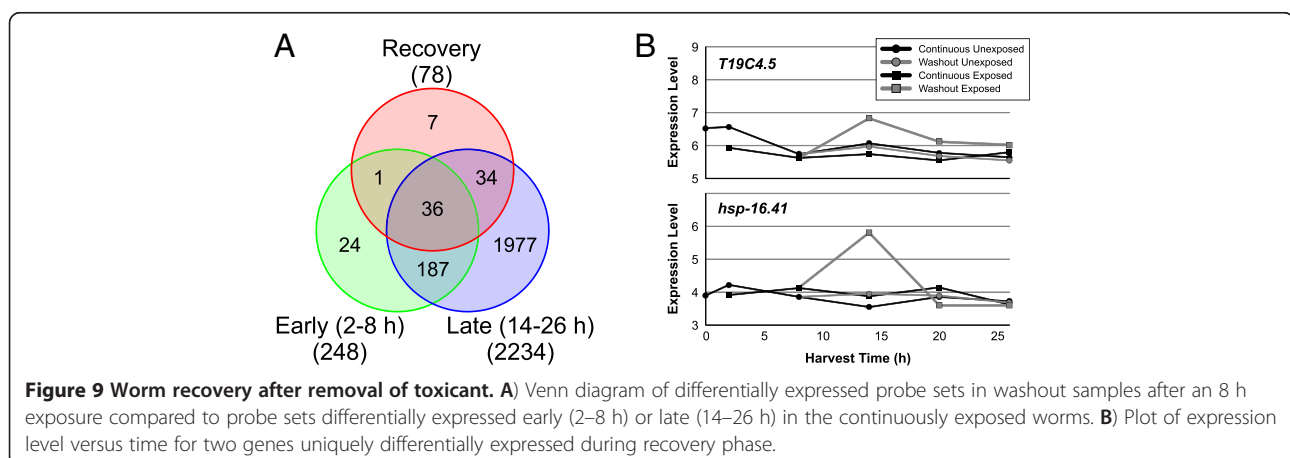 A
Recovery
(78)
7
1
34
36
24
1977
187
Early (2-8 h)
(248)
Late (14-26 h)
(2234)
B
Continuous Unexposed
Washout Unexposed
Continuous Exposed
Washout Exposed
T19C4.5
Expression Level
9
8
7
6
5
hsp-16.41
Expression Level
6
5
4
3
0
5
10
15
20
25
Harvest Time (h)
Figure 9 Worm recovery after removal of toxicant. A) Venn diagram of differentially expressed probe sets in washout samples after an 8 h
exposure compared to probe sets differentially expressed early (2–8 h) or late (14–26 h) in the continuously exposed worms. B) Plot of expression
level versus time for two genes uniquely differentially expressed during recovery phase.